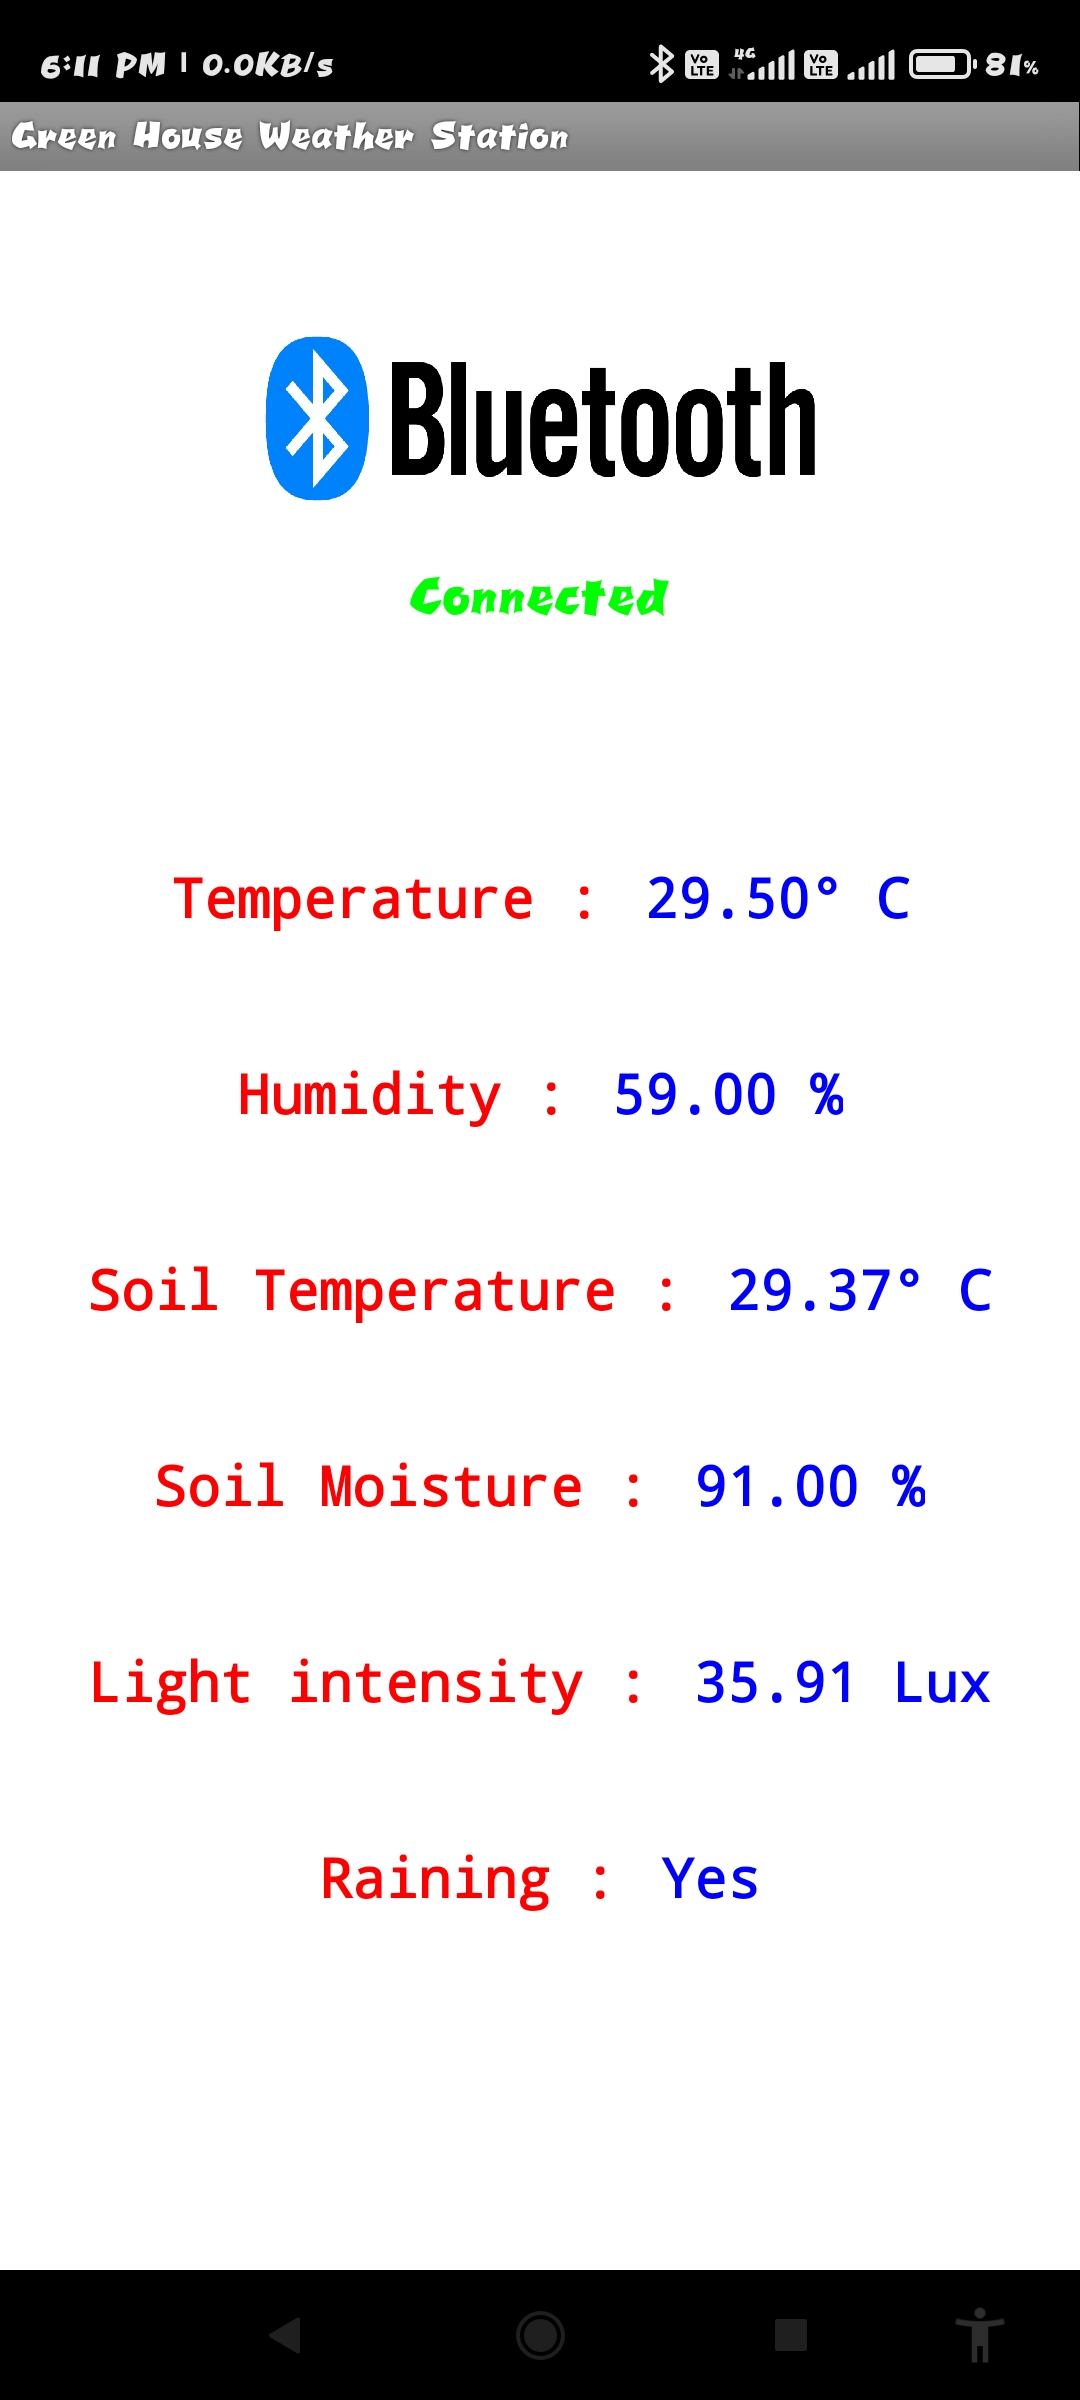 6:11 PM | 0.0KB/s
Vo LTE 4G Vo LTE 81%
Green House Weather Station
Bluetooth
Connected
Temperature : 29.50° C
Humidity : 59.00 %
Soil Temperature : 29.37° C
Soil Moisture : 91.00 %
Light intensity : 35.91 Lux
Raining : Yes